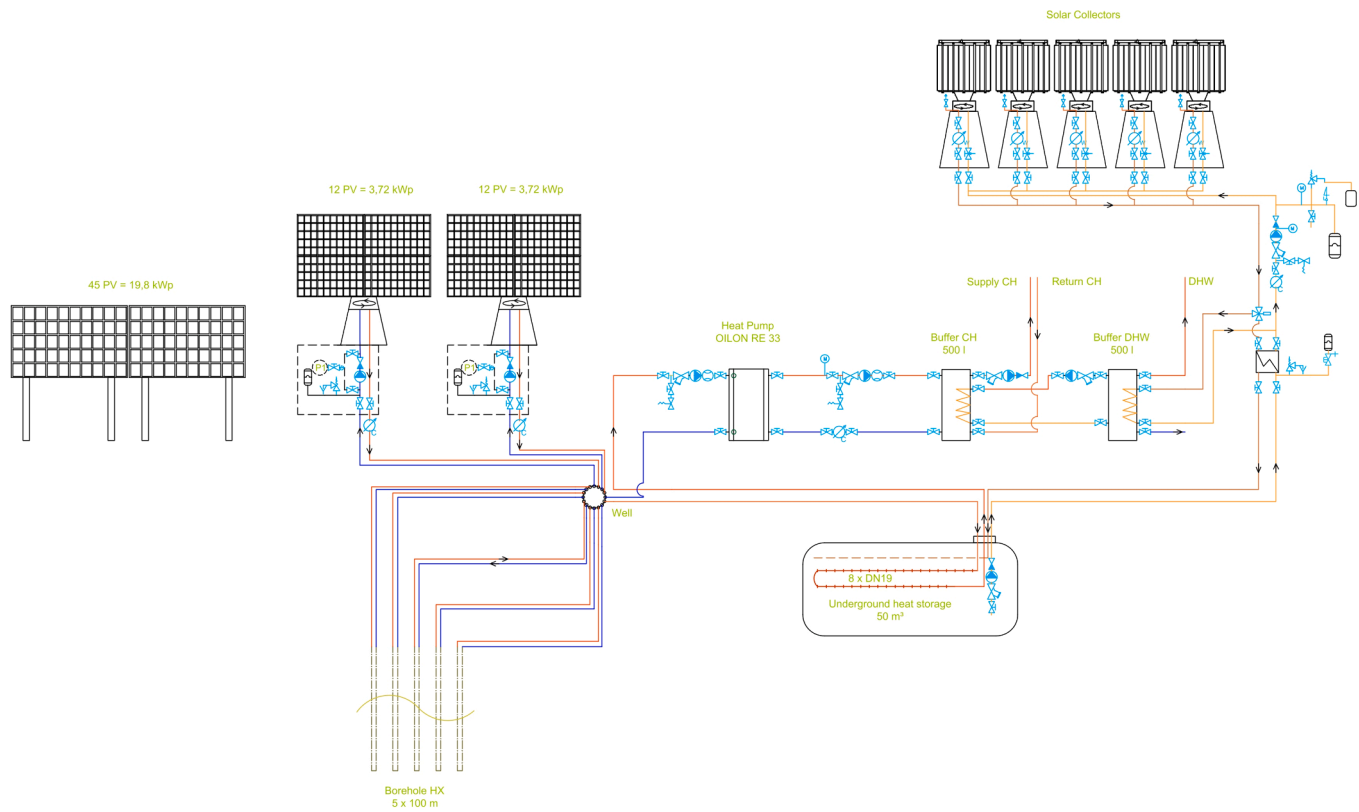 Solar Collectors
12 PV = 3,72 kWp
12 PV = 3,72 kWp
45 PV = 19,8 kWp
M
M
C
P1
P1
C
C
Supply CH
Return CH
DHW
Heat Pump
OILON RE 33
Buffer CH
500 l
Buffer DHW
500 l
M
C
Well
8 x DN19
Underground heat storage
50 m³
Borehole HX
5 x 100 m